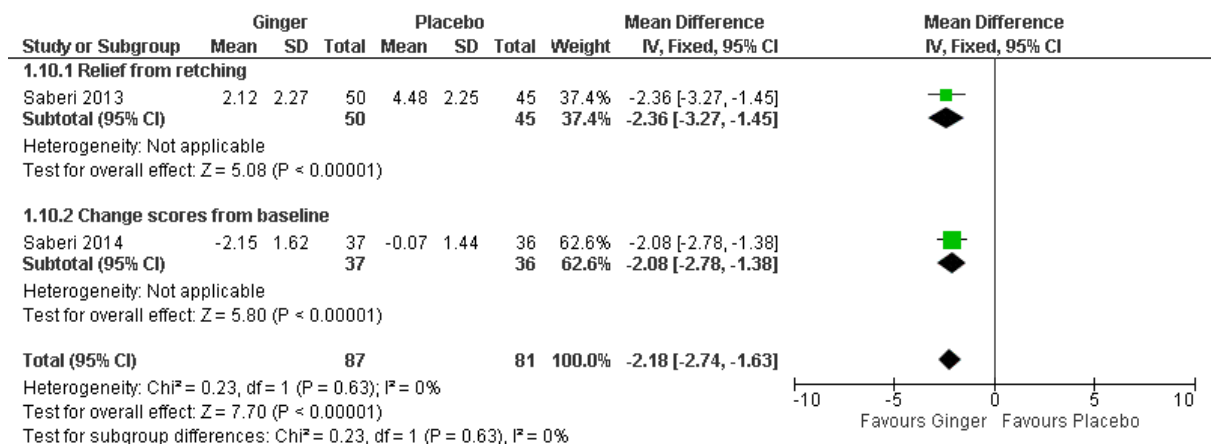 Ginger Placebo Mean Difference Mean Difference
Study or Subgroup Mean SD Total Mean SD Total Weight IV, Fixed, 95% CI IV, Fixed, 95% CI
1.10.1 Relief from retching
Saberi 2013 2.12 2.27 50 4.48 2.25 45 37.4% -2.36 [-3.27, -1.45]
Subtotal (95% CI) 50 45 37.4% -2.36 [-3.27, -1.45]
Heterogeneity: Not applicable
Test for overall effect: Z = 5.08 (P < 0.00001)
1.10.2 Change scores from baseline
Saberi 2014 -2.15 1.62 37 -0.07 1.44 36 62.6% -2.08 [-2.78, -1.38]
Subtotal (95% CI) 37 36 62.6% -2.08 [-2.78, -1.38]
Heterogeneity: Not applicable
Test for overall effect: Z = 5.80 (P < 0.00001)
Total (95% CI) 87 81 100.0% -2.18 [-2.74, -1.63]
Heterogeneity: Chi² = 0.23, df = 1 (P = 0.63); I² = 0%
Test for overall effect: Z = 7.70 (P < 0.00001)
Test for subgroup differences: Chi² = 0.23, df = 1 (P = 0.63), I² = 0%
-10 -5 0 5 10
Favours Ginger Favours Placebo